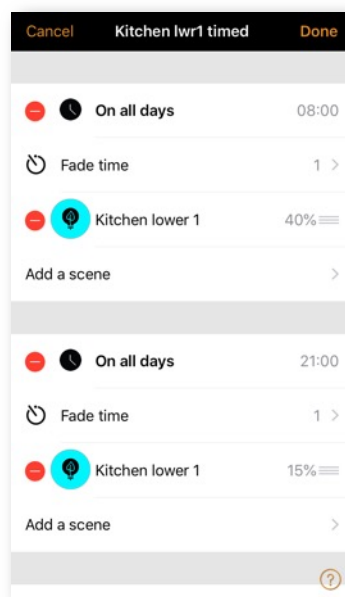 Cancel Kitchen lwr1 timed Done
On all days 08:00
Fade time 1
Kitchen lower 1 40%
Add a scene
On all days 21:00
Fade time 1
Kitchen lower 1 15%
Add a scene
?